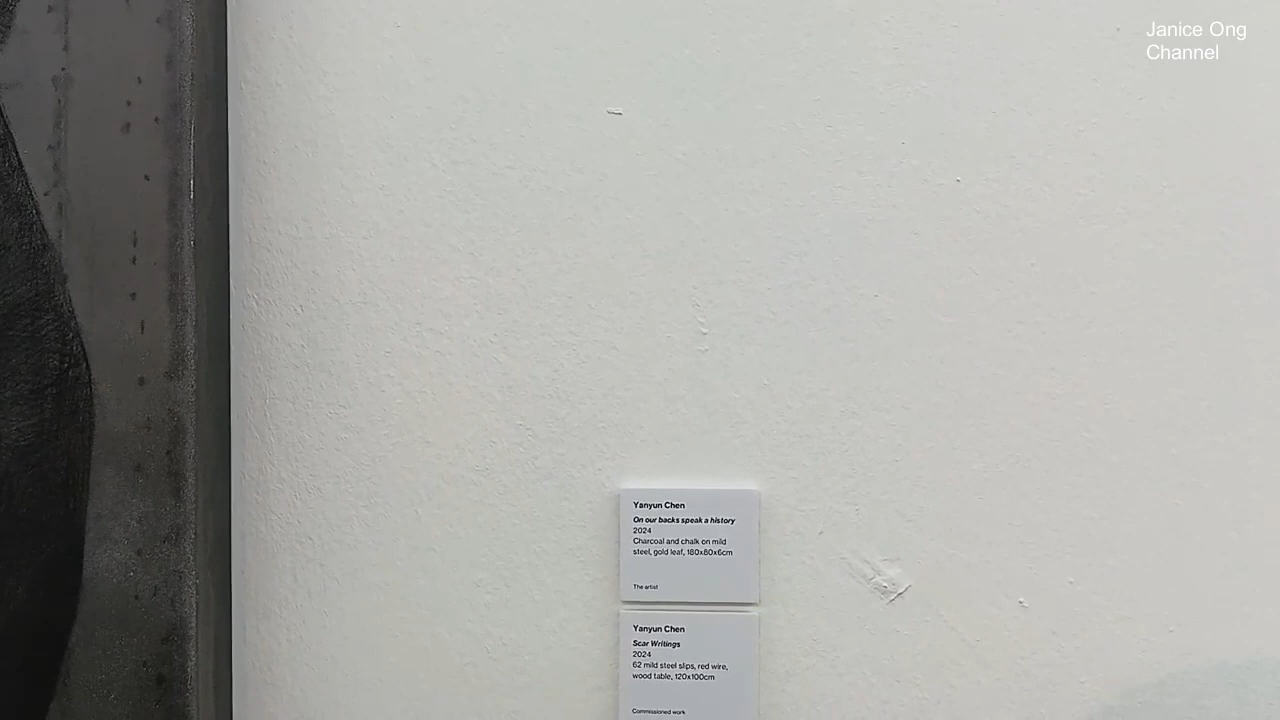 Janice Ong
Channel
Yanyun Chen
On our backs speak a history
2024
Charcoal and chalk on mild
steel, gold leaf, 180x80x6cm
The artist
Yanyun Chen
Scar Writings
2024
62 mild steel slips, red wire,
wood table, 120x100cm
Commissioned work